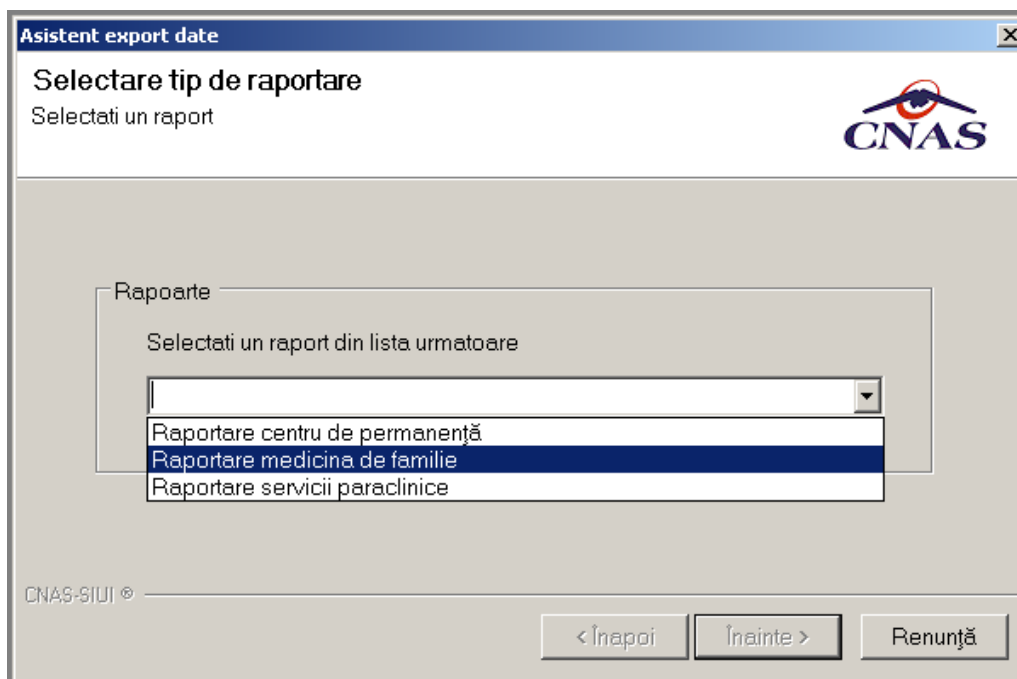 Asistent export date
Selectare tip de raportare
Selectati un raport
CNAS
Rapoarte
Selectati un raport din lista urmatoare
Raportare centru de permanenţă
Raportare medicina de familie
Raportare servicii paraclinice
CNAS-SIUI ®
< Înapoi
Înainte >
Renunţă